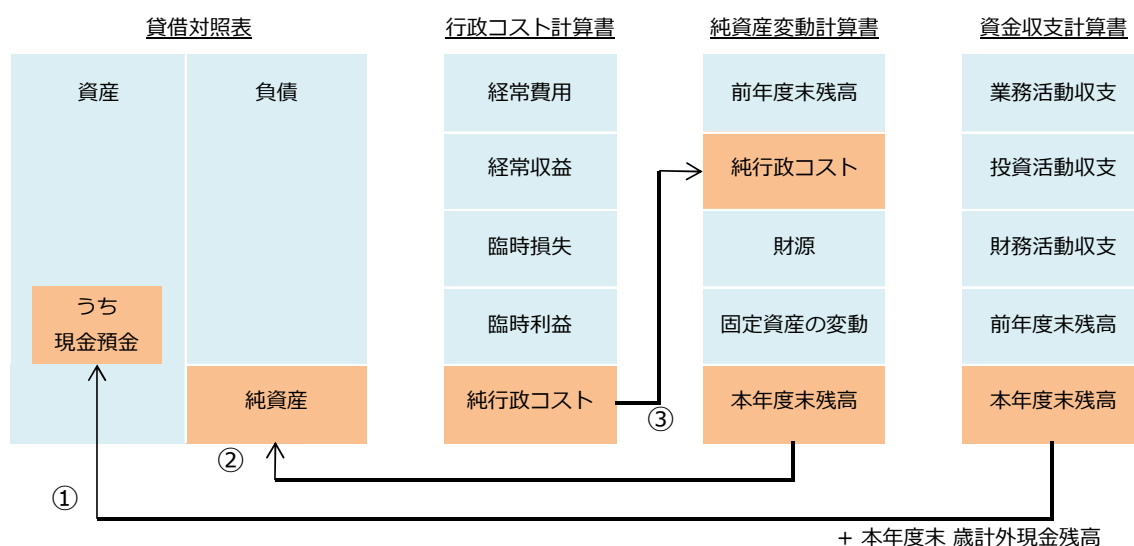 貸借対照表
資産
負債
うち
現金預金
純資産
行政コスト計算書
経常費用
経常収益
臨時損失
臨時利益
純行政コスト
純資産変動計算書
前年度末残高
純行政コスト
財源
固定資産の変動
本年度末残高
資金収支計算書
業務活動収支
投資活動収支
財務活動収支
前年度末残高
本年度末残高
③
②
①
+ 本年度末 歳計外現金残高